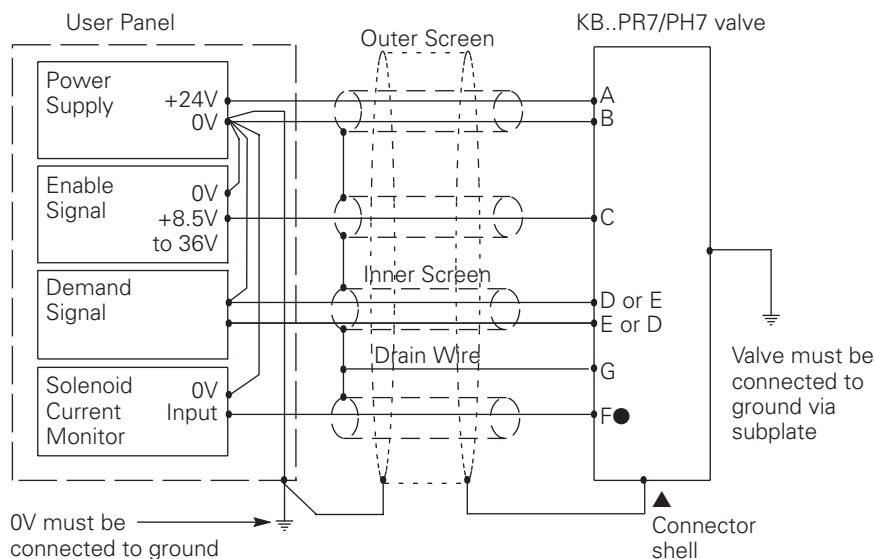 User Panel
KB..PR7/PH7 valve
Outer Screen
Power
Supply
+24V
0V
A
B
Enable
Signal
0V
+8.5V
to 36V
C
Inner Screen
Demand
Signal
D or E
E or D
Drain Wire
G
Valve must be
connected to
ground via
subplate
Solenoid
Current
Monitor
0V
Input
F●
0V must be
connected to ground
▲
Connector
shell